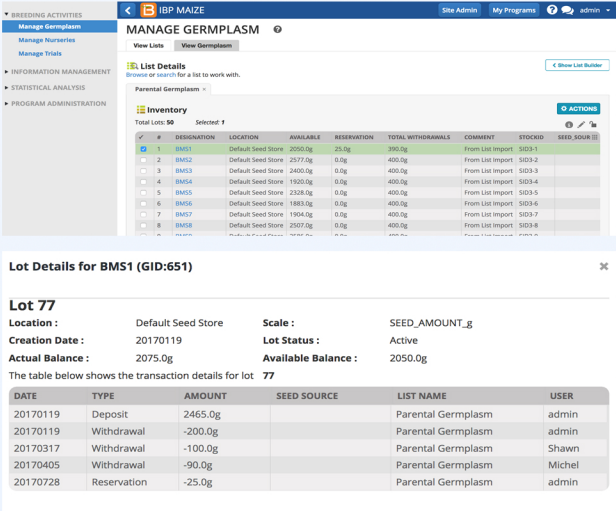 BREEDING ACTIVITIES
Manage Germplasm
Manage Nurseries
Manage Trials
INFORMATION MANAGEMENT
STATISTICAL ANALYSIS
PROGRAM ADMINISTRATION
B IBP MAIZE Site Admin My Programs ? admin
MANAGE GERMPLASM ?
View Lists View Germplasm
List Details
Browse or search for a list to work with.
Show List Builder
Parental Germplasm ×
Inventory
ACTIONS
Total Lots: 50 Selected: 1
# DESIGNATION LOCATION AVAILABLE RESERVATION TOTAL WITHDRAWALS COMMENT STOCKID SEED_SOUR
1 BMS1 Default Seed Store 2050.0g 25.0g 390.0g From List Import SID3-1
2 BMS2 Default Seed Store 2577.0g 0.0g 400.0g From List Import SID3-2
3 BMS3 Default Seed Store 2400.0g 0.0g 400.0g From List Import SID3-3
4 BMS4 Default Seed Store 1920.0g 0.0g 400.0g From List Import SID3-4
5 BMS5 Default Seed Store 2328.0g 0.0g 400.0g From List Import SID3-5
6 BMS6 Default Seed Store 1883.0g 0.0g 400.0g From List Import SID3-6
7 BMS7 Default Seed Store 1904.0g 0.0g 400.0g From List Import SID3-7
8 BMS8 Default Seed Store 2507.0g 0.0g 400.0g From List Import SID3-8
Lot Details for BMS1 (GID:651) ×
Lot 77
Location : Default Seed Store Scale : SEED_AMOUNT_g
Creation Date : 20170119 Lot Status : Active
Actual Balance : 2075.0g Available Balance : 2050.0g
The table below shows the transaction details for lot 77
DATE TYPE AMOUNT SEED SOURCE LIST NAME USER
20170119 Deposit 2465.0g Parental Germplasm admin
20170119 Withdrawal -200.0g Parental Germplasm admin
20170317 Withdrawal -100.0g Parental Germplasm Shawn
20170405 Withdrawal -90.0g Parental Germplasm Michel
20170728 Reservation -25.0g Parental Germplasm admin